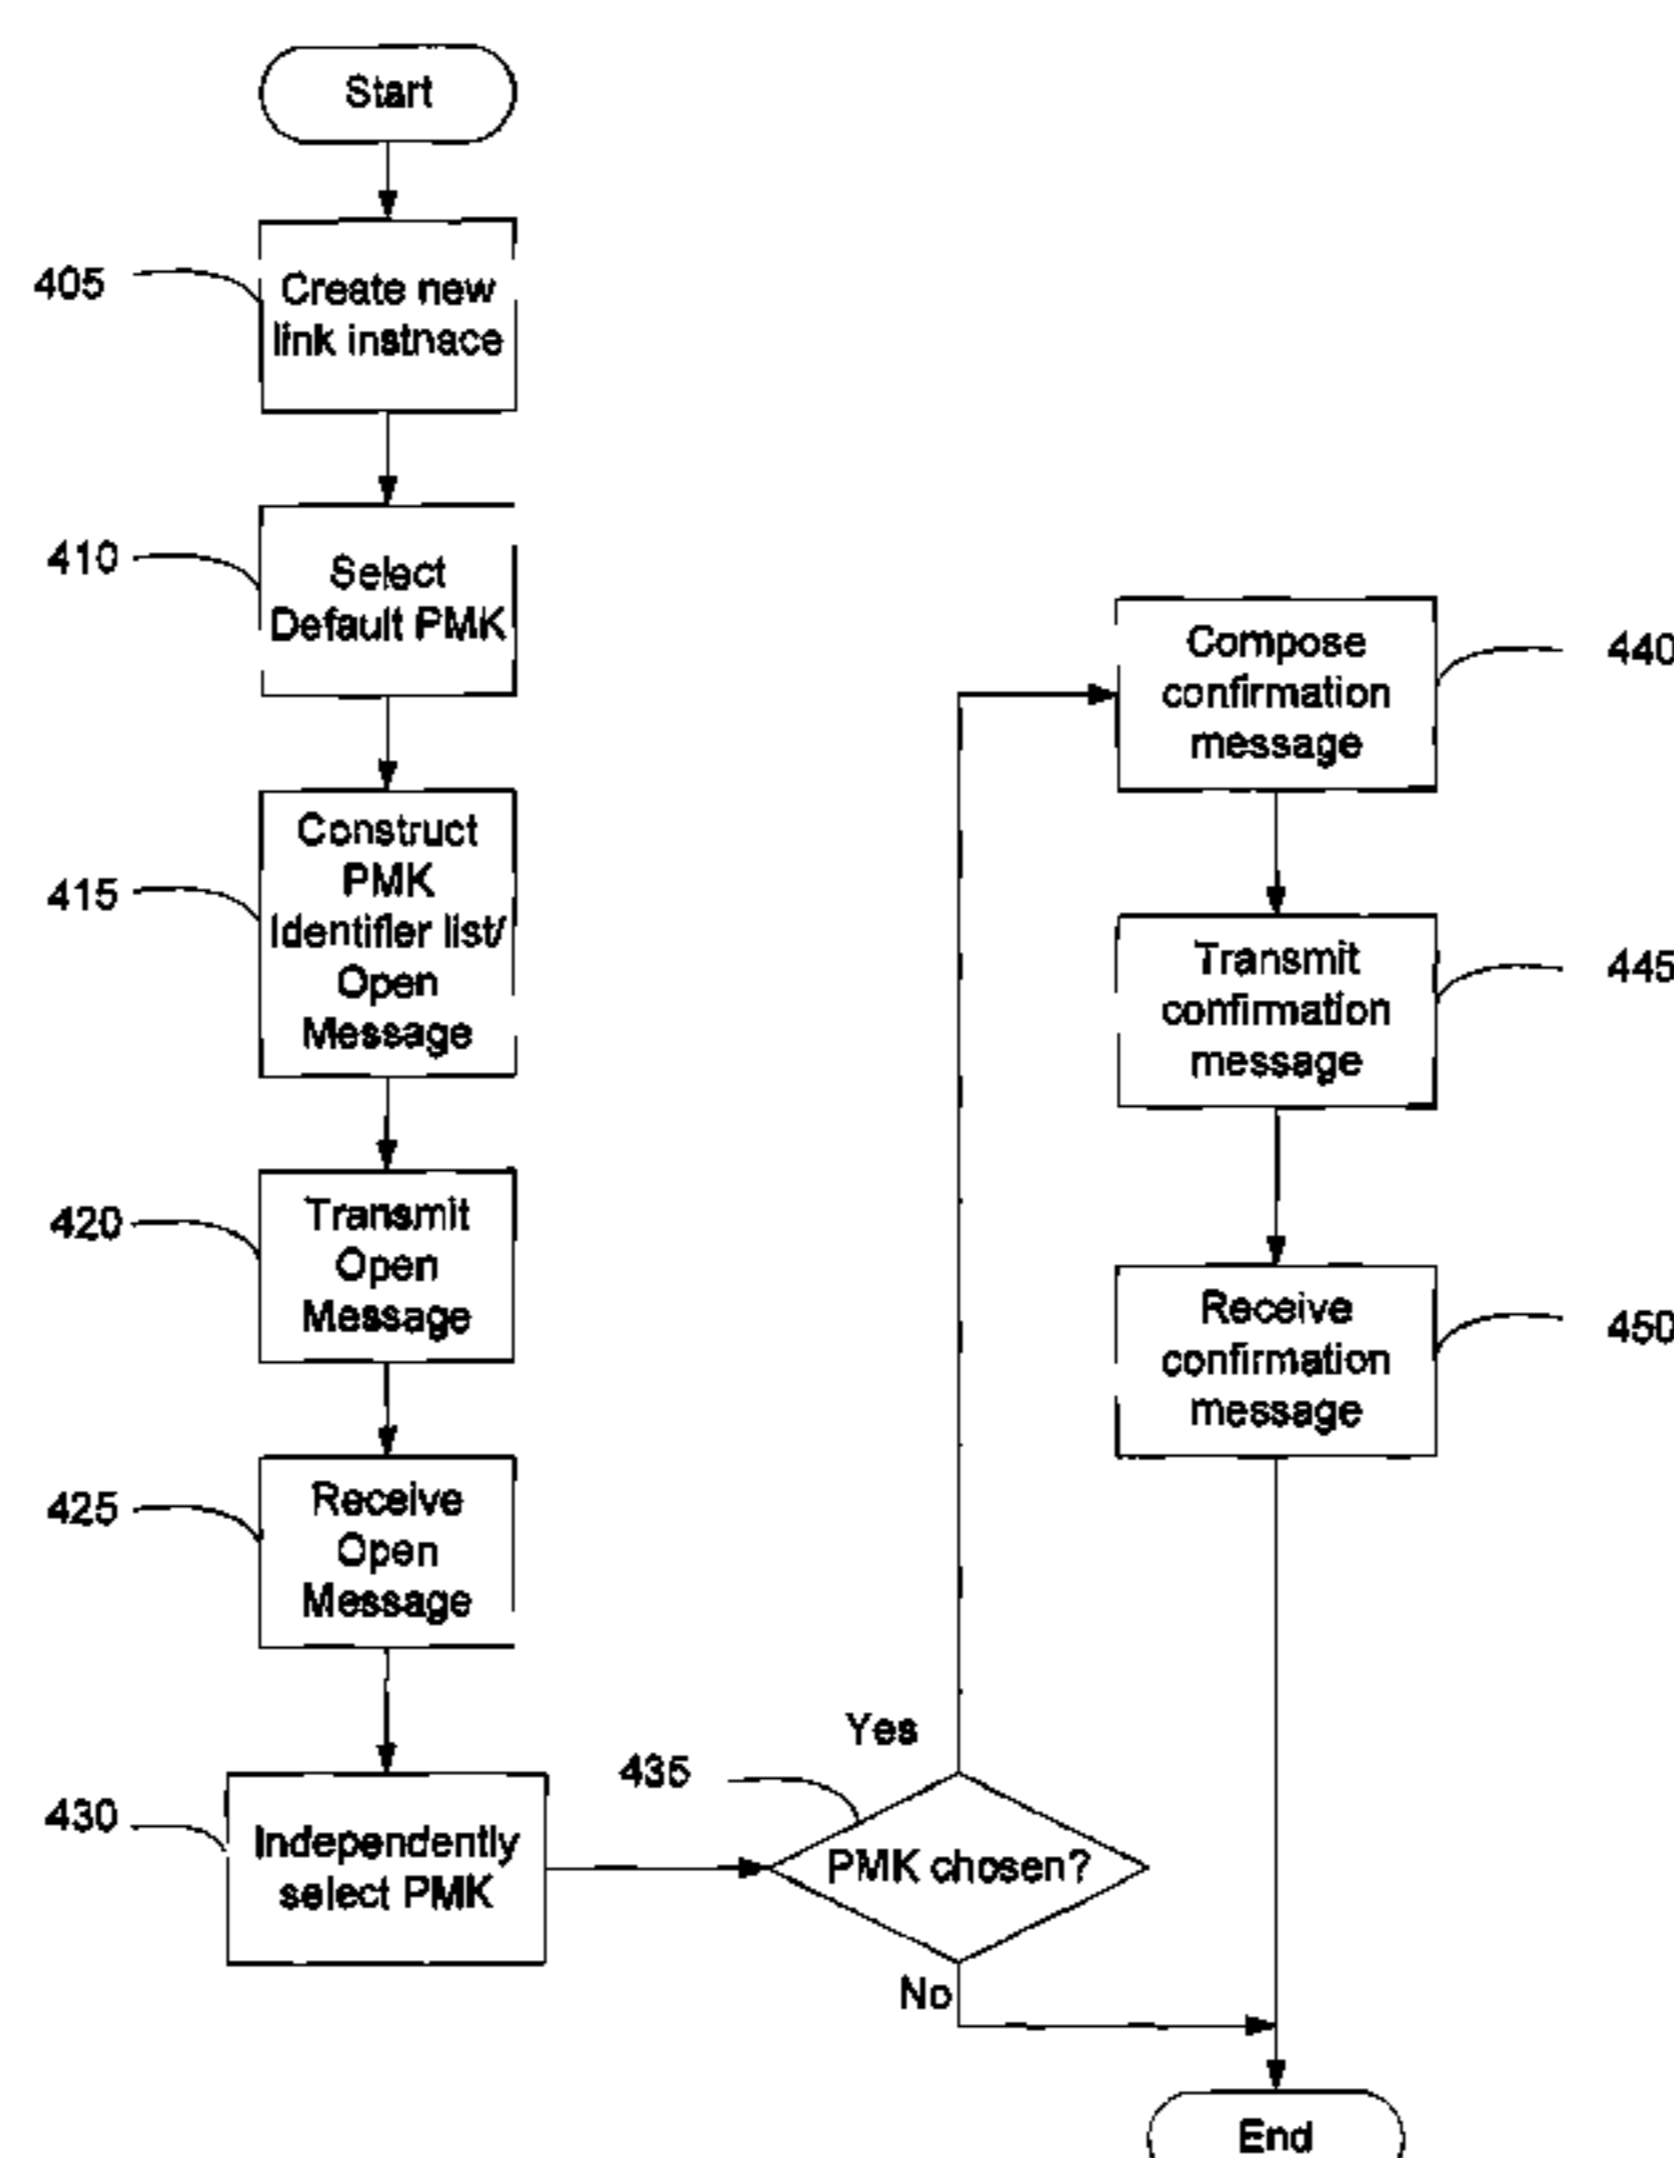 Start
405
Create new
link instnace
410
Select
Default PMK
415
Construct
PMK
Identifier list/
Open
Message
420
Transmit
Open
Message
425
Receive
Open
Message
430
Independently
select PMK
435
PMK chosen?
Yes
No
Compose
confirmation
message
440
Transmit
confirmation
message
445
Receive
confirmation
message
450
End